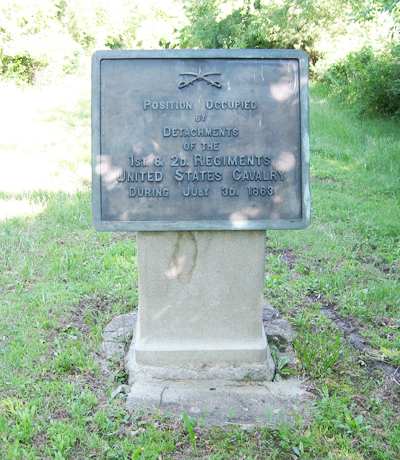 Position Occupied
by
Detachments
of the
1st. & 2d. Regiments
United States Cavalry
During July 3d. 1863